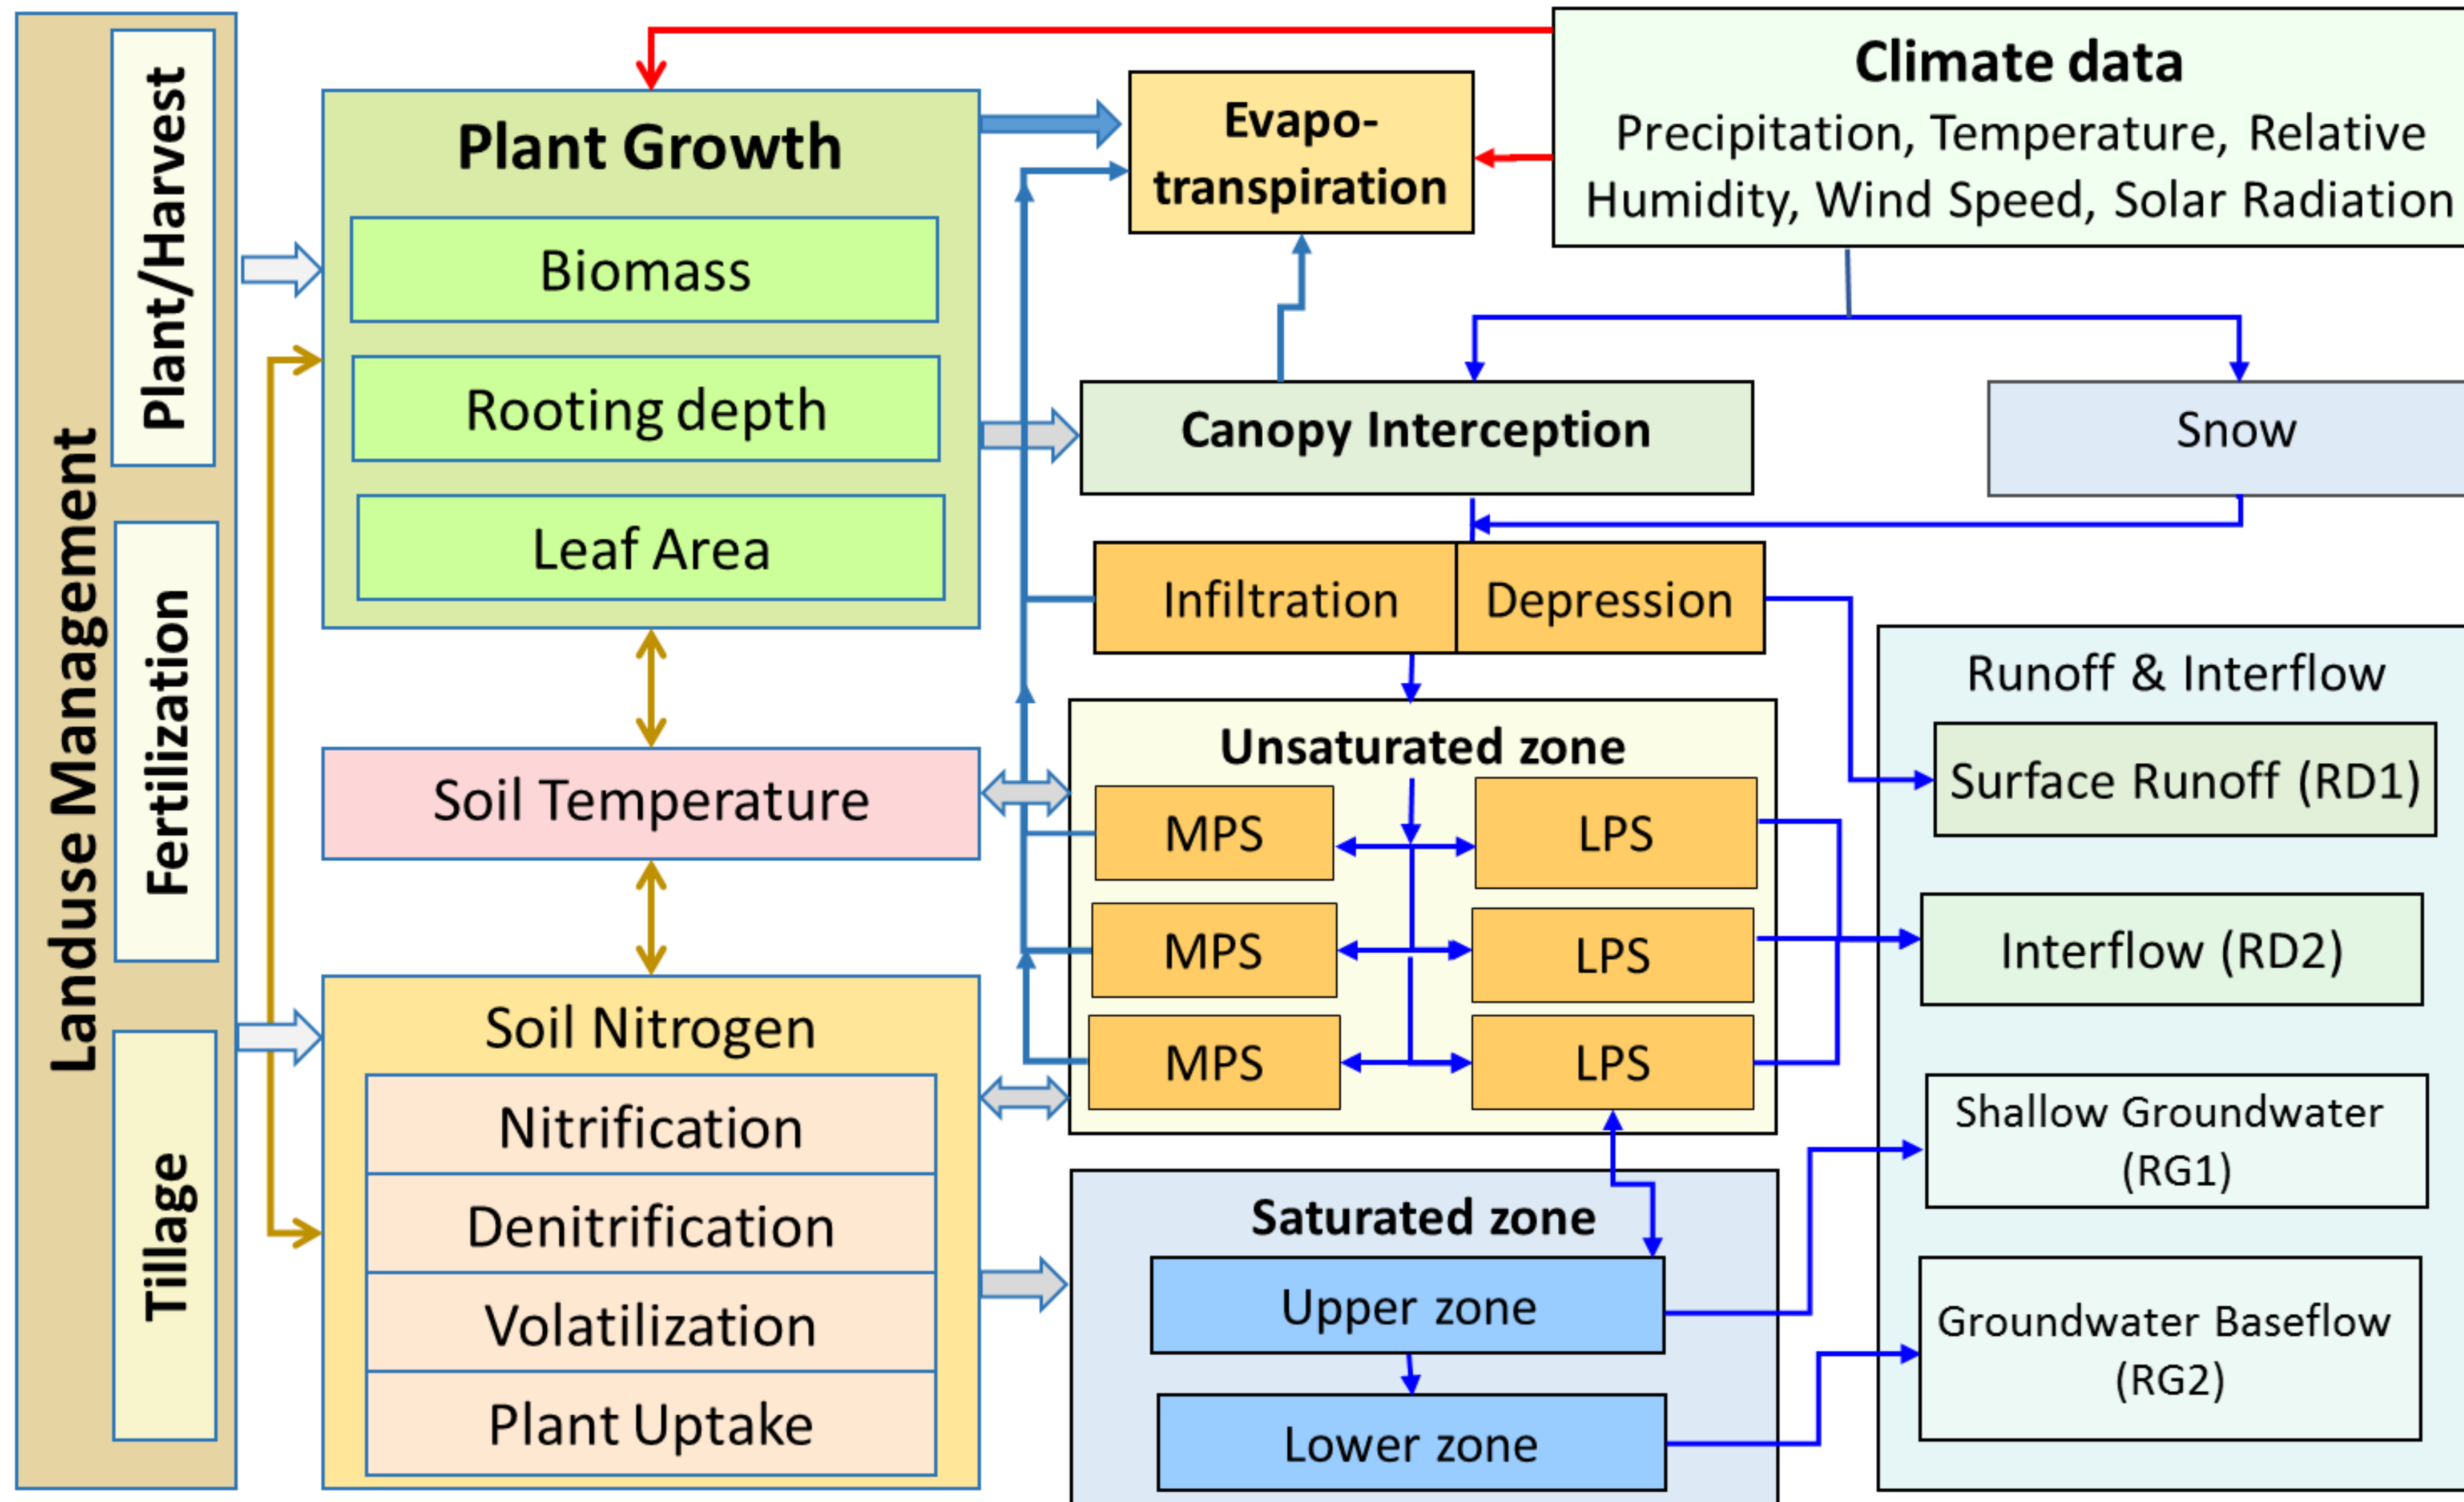 Landuse Management
Plant/Harvest
Fertilization
Tillage
Plant Growth
Biomass
Rooting depth
Leaf Area
Soil Temperature
Soil Nitrogen
Nitrification
Denitrification
Volatilization
Plant Uptake
Evapo-
transpiration
Climate data
Precipitation, Temperature, Relative
Humidity, Wind Speed, Solar Radiation
Canopy Interception
Snow
Infiltration
Depression
Unsaturated zone
MPS
LPS
MPS
LPS
MPS
LPS
Saturated zone
Upper zone
Lower zone
Runoff & Interflow
Surface Runoff (RD1)
Interflow (RD2)
Shallow Groundwater
(RG1)
Groundwater Baseflow
(RG2)